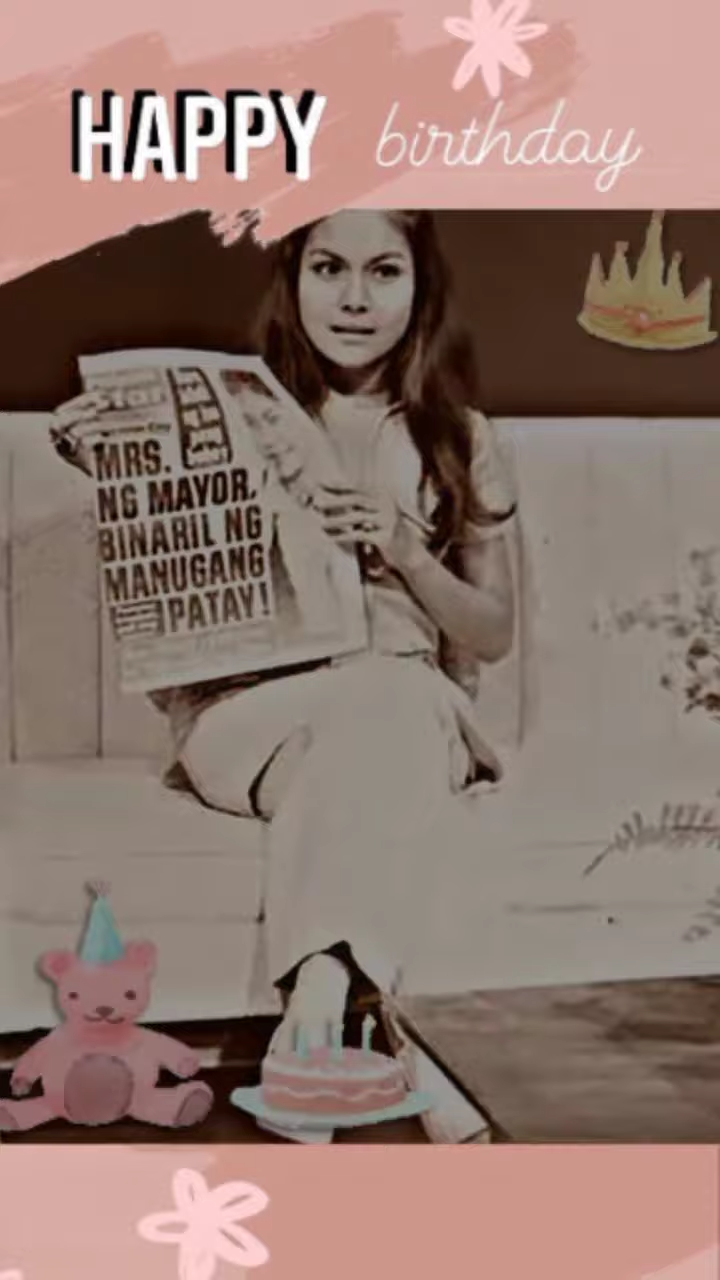 HAPPY birthday
MRS.
NG MAYOR,
BINARIL NG
MANUGANG
PATAY!